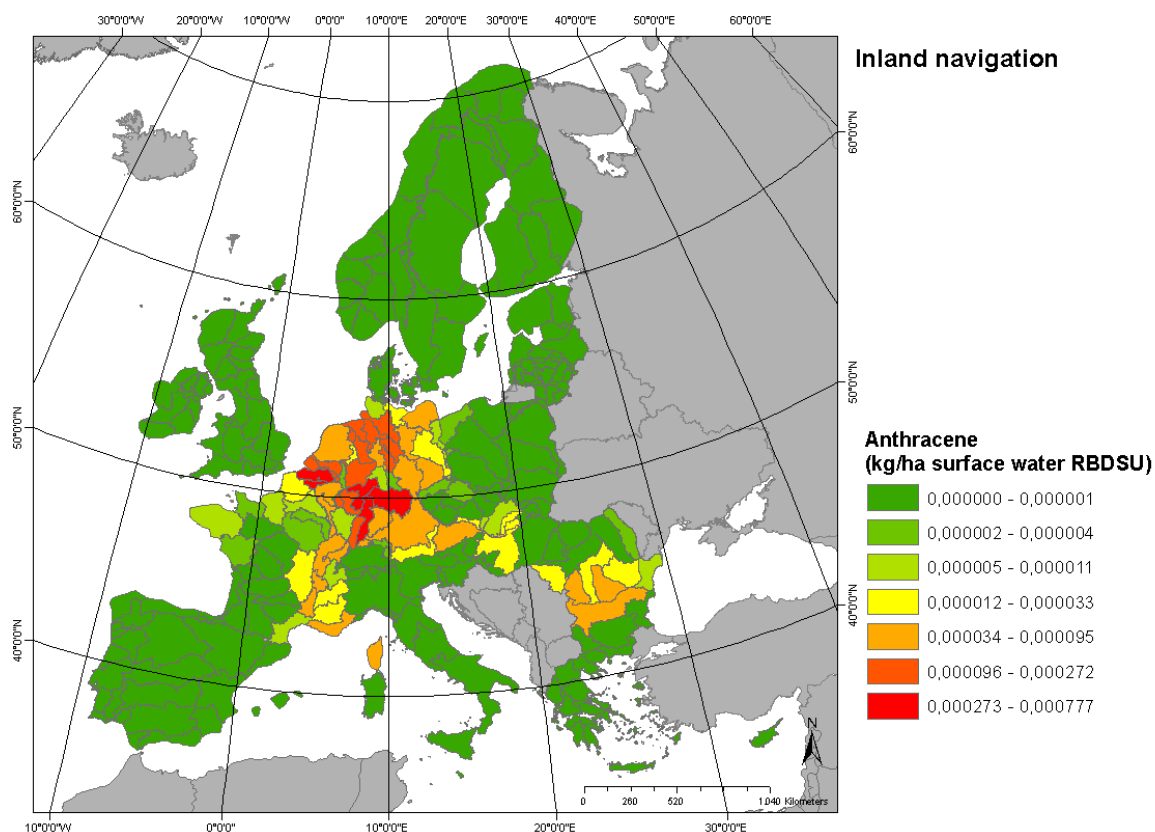 30°0'0"W 20°0'0"W 10°0'0"W 0°0'0" 10°0'0"E 20°0'0"E 30°0'0"E 40°0'0"E 50°0'0"E 60°0'0"E
Inland navigation
60°0'0"N
60°0'0"N
50°0'0"N
50°0'0"N
40°0'0"N
40°0'0"N
Anthracene
(kg/ha surface water RBDSU)
0,000000 - 0,000001
0,000002 - 0,000004
0,000005 - 0,000011
0,000012 - 0,000033
0,000034 - 0,000095
0,000096 - 0,000272
0,000273 - 0,000777
N
0 260 520 1.040 Kilometers
10°0'0"W 0°0'0" 10°0'0"E 20°0'0"E 30°0'0"E